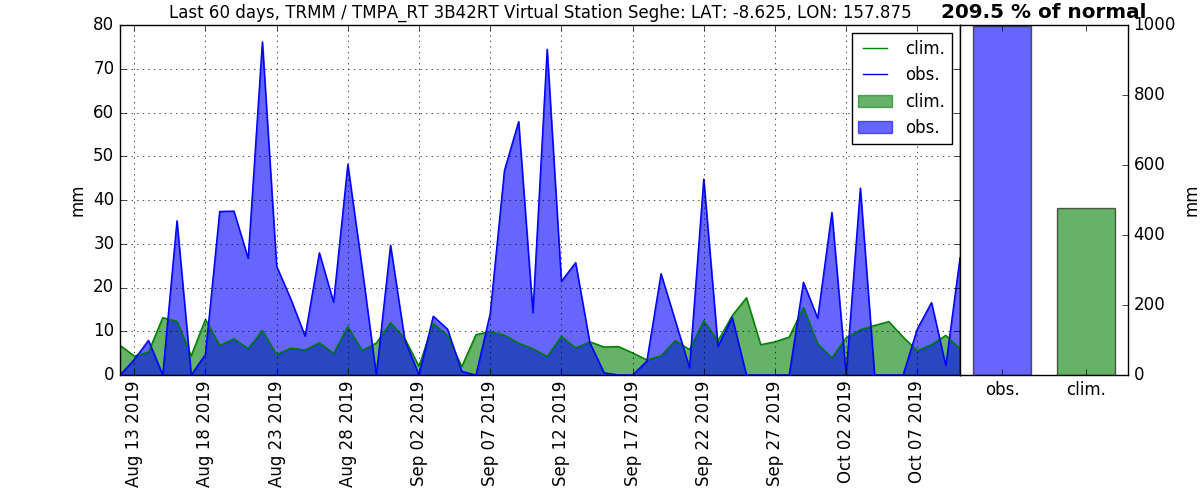 Last 60 days, TRMM / TMPA_RT 3B42RT Virtual Station Seghe: LAT: -8.625, LON: 157.875
209.5 % of normal
80
70
60
50
40
30
20
10
0
mm
clim.
obs.
clim.
obs.
1000
800
600
400
200
0
mm
obs.
clim.
Aug 13 2019
Aug 18 2019
Aug 23 2019
Aug 28 2019
Sep 02 2019
Sep 07 2019
Sep 12 2019
Sep 17 2019
Sep 22 2019
Sep 27 2019
Oct 02 2019
Oct 07 2019